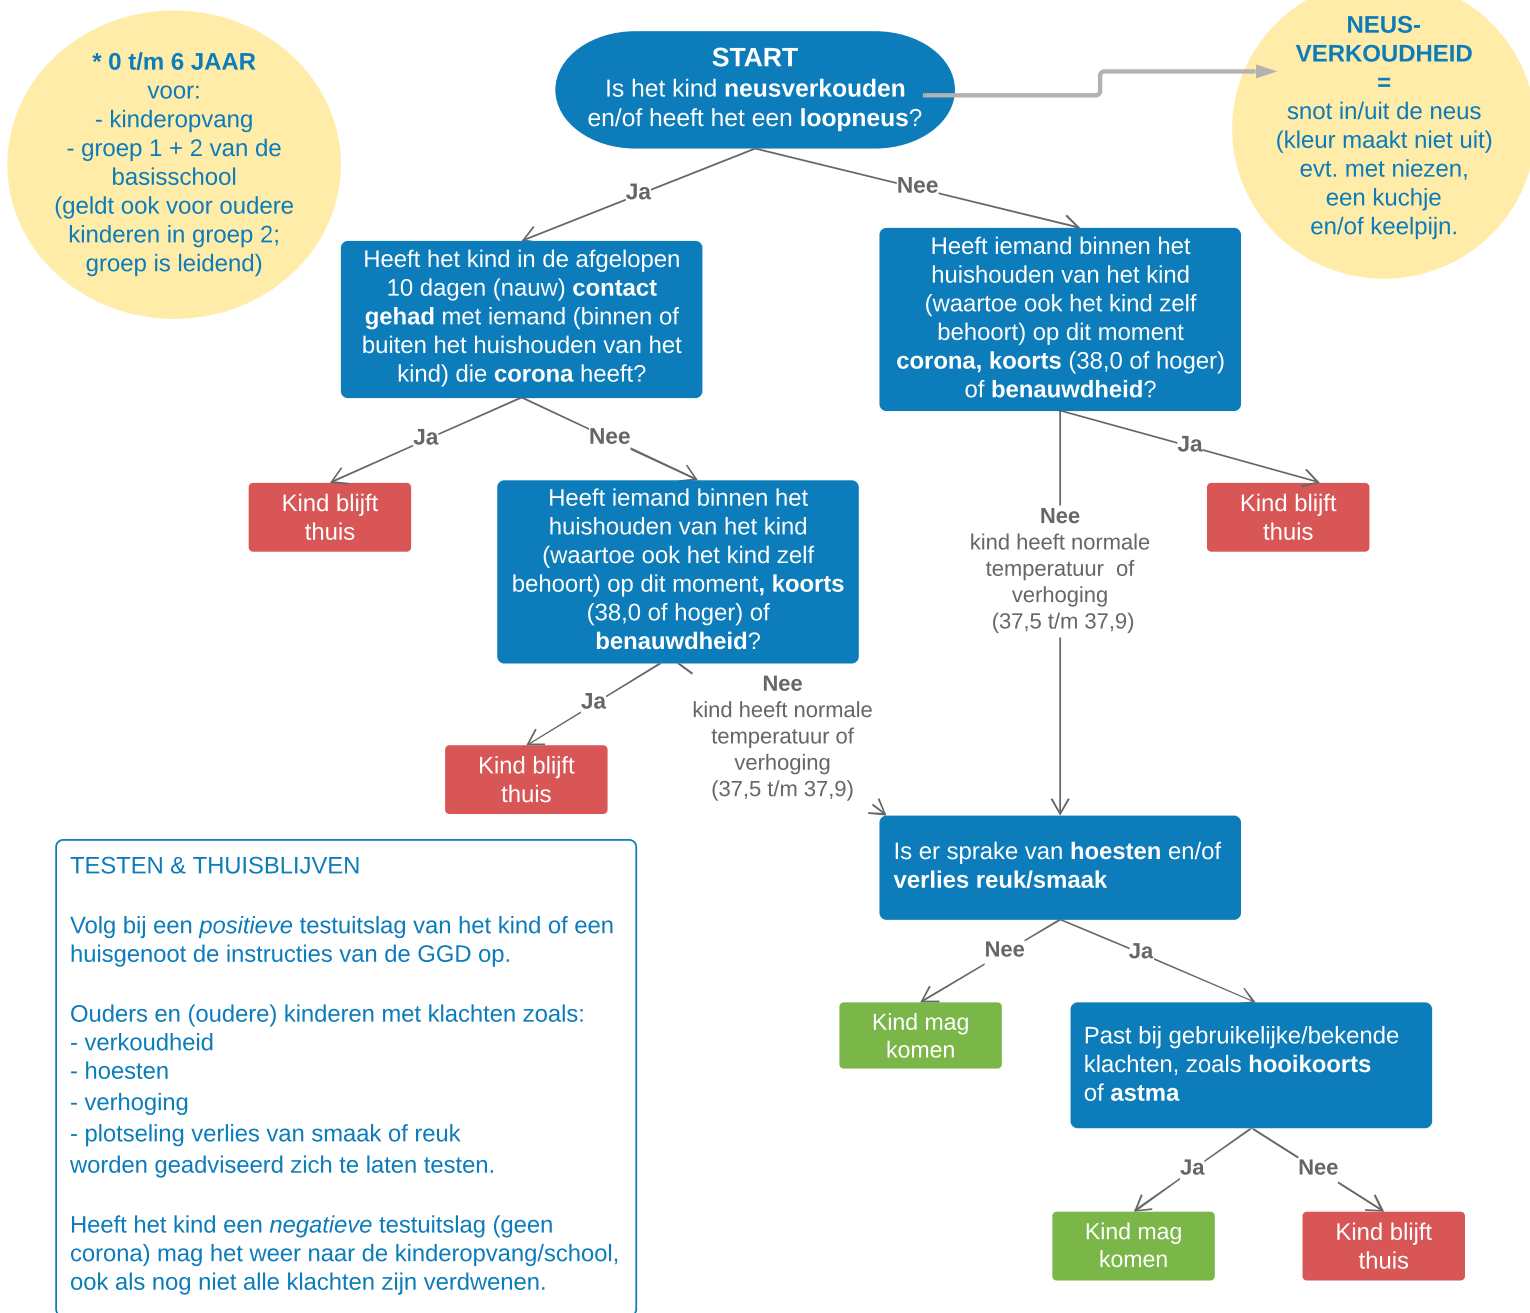 * 0 t/m 6 JAAR
voor:
- kinderopvang
- groep 1 + 2 van de
basisschool
(geldt ook voor oudere
kinderen in groep 2;
groep is leidend)
START
Is het kind neusverkouden
en/of heeft het een loopneus?
NEUS-
VERKOUDHEID
=
snot in/uit de neus
(kleur maakt niet uit)
evt. met niezen,
een kuchje
en/of keelpijn.
Ja
Nee
Heeft het kind in de afgelopen
10 dagen (nauw) contact
gehad met iemand (binnen of
buiten het huishouden van het
kind) die corona heeft?
Heeft iemand binnen het
huishouden van het kind
(waartoe ook het kind zelf
behoort) op dit moment
corona, koorts (38,0 of hoger)
of benauwdheid?
Ja
Nee
Ja
Kind blijft
thuis
Heeft iemand binnen het
huishouden van het kind
(waartoe ook het kind zelf
behoort) op dit moment, koorts
(38,0 of hoger) of
benauwdheid?
Nee
kind heeft normale
temperatuur of
verhoging
(37,5 t/m 37,9)
Kind blijft
thuis
Ja
Nee
kind heeft normale
temperatuur of
verhoging
(37,5 t/m 37,9)
Kind blijft
thuis
Is er sprake van hoesten en/of
verlies reuk/smaak
Nee
Ja
Kind mag
komen
Past bij gebruikelijke/bekende
klachten, zoals hooikoorts
of astma
Ja
Nee
Kind mag
komen
Kind blijft
thuis
TESTEN & THUISBLIJVEN
Volg bij een positieve testuitslag van het kind of een
huisgenoot de instructies van de GGD op.
Ouders en (oudere) kinderen met klachten zoals:
- verkoudheid
- hoesten
- verhoging
- plotseling verlies van smaak of reuk
worden geadviseerd zich te laten testen.
Heeft het kind een negatieve testuitslag (geen
corona) mag het weer naar de kinderopvang/school,
ook als nog niet alle klachten zijn verdwenen.